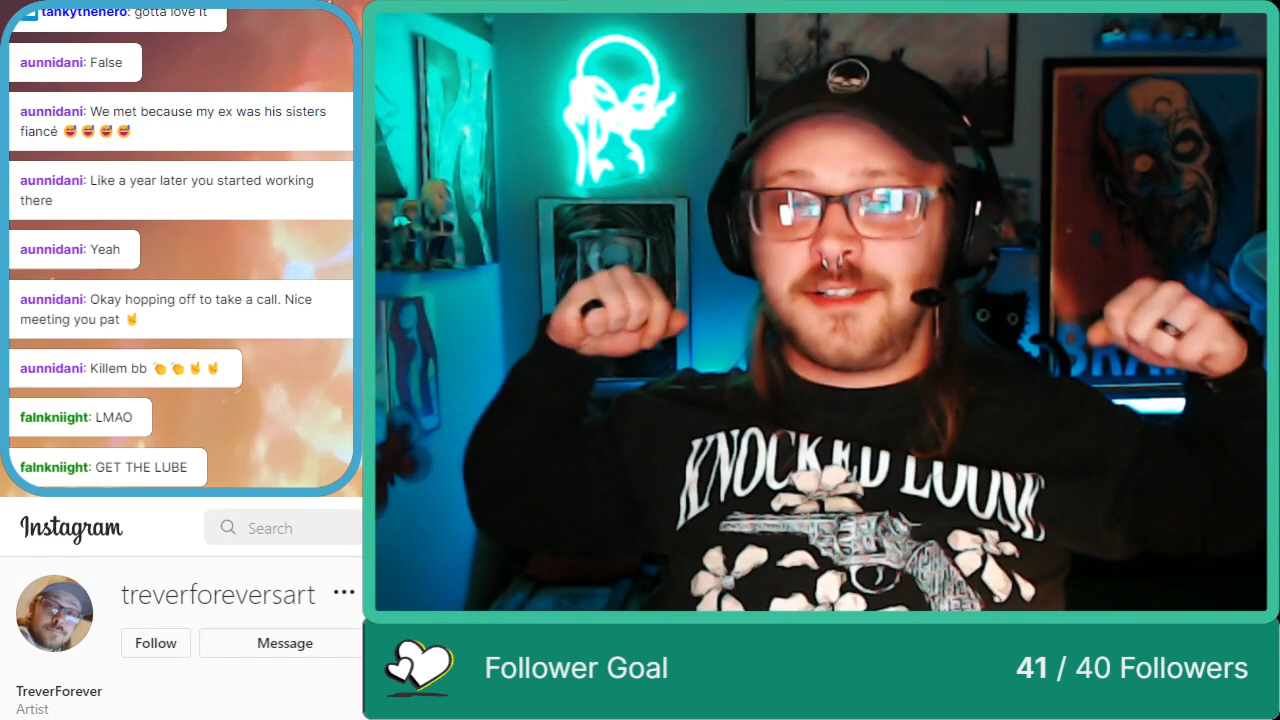 tankythenero: gotta love it
aunnidani: False
aunnidani: We met because my ex was his sisters
fiancé 😅 😅 😅 😅
aunnidani: Like a year later you started working
there
aunnidani: Yeah
aunnidani: Okay hopping off to take a call. Nice
meeting you pat 🤘
aunnidani: Killem bb 👏 👏 🤘 🤘
falnkniight: LMAO
falnkniight: GET THE LUBE
Instagram
Search
treverforeversart ...
Follow
Message
TreverForever
Artist
KNOCKED LOOSE
Follower Goal
41 / 40 Followers